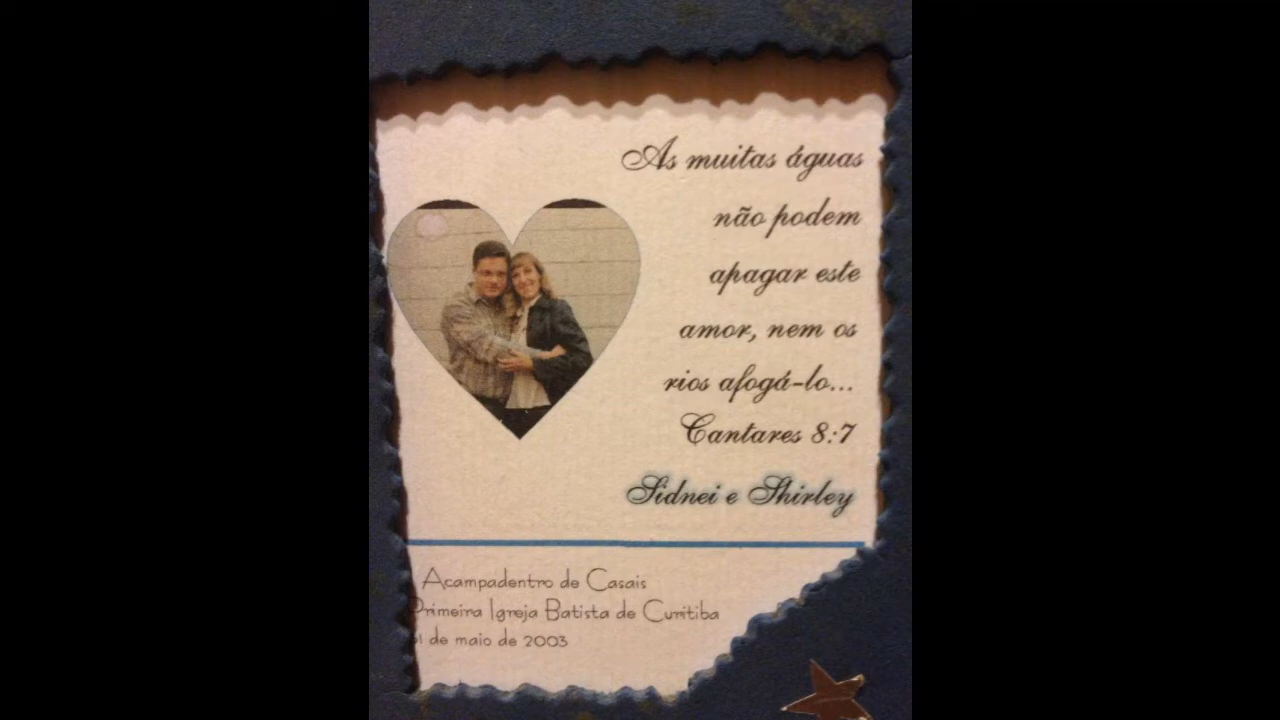 As muitas águas
não podem
apagar este
amor, nem os
rios afogá-lo...
Cantares 8:7
Sidnei e Shirley
Acampadentro de Casais
Primeira Igreja Batista de Curitiba
de maio de 2003